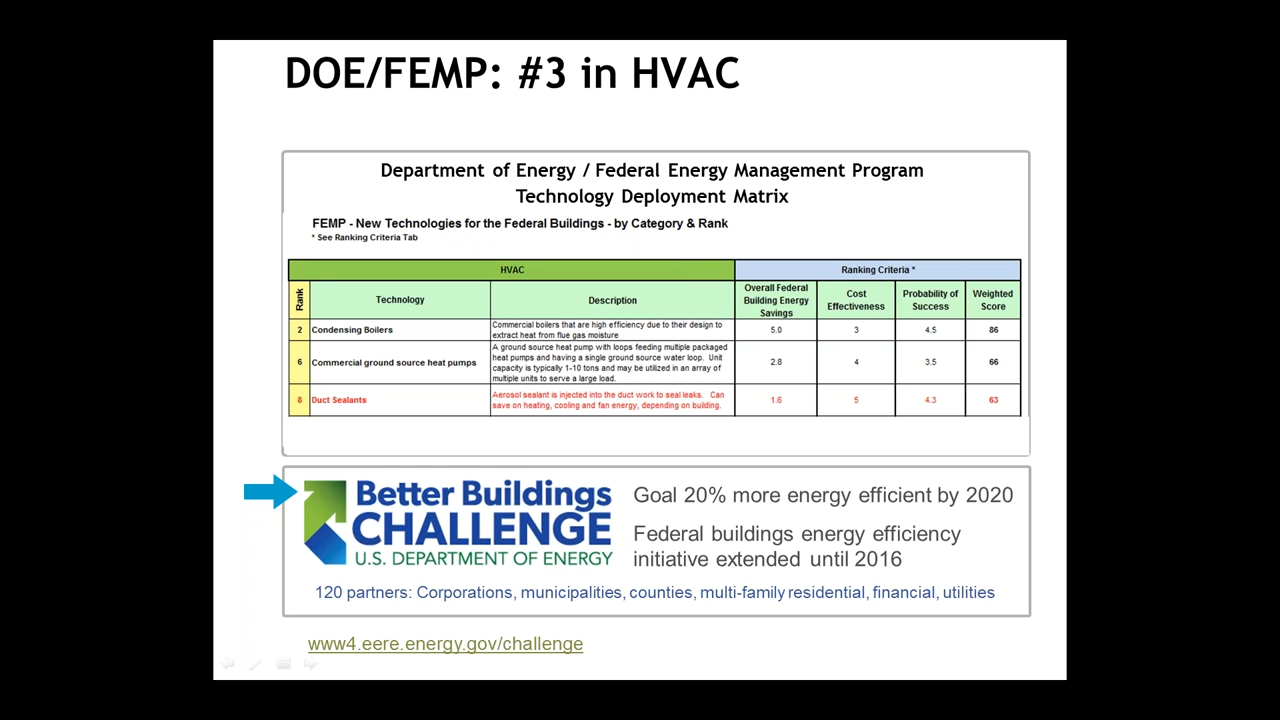 DOE/FEMP: #3 in HVAC
Department of Energy / Federal Energy Management Program
Technology Deployment Matrix
FEMP - New Technologies for the Federal Buildings - by Category & Rank
* See Ranking Criteria Tab
HVAC
Ranking Criteria *
Rank
Technology
Description
Overall Federal
Building Energy
Savings
Cost
Effectiveness
Probability of
Success
Weighted
Score
2
Condensing Boilers
Commercial boilers that are high efficiency due to their design to
extract heat from flue gas moisture
5.0
3
4.5
86
6
Commercial ground source heat pumps
A ground source heat pump with loops feeding multiple packaged
heat pumps and having a single ground source water loop. Unit
capacity is typically 1-10 tons and may be utilized in an array of
multiple units to serve a large load.
2.8
4
3.5
66
8
Duct Sealants
Aerosol sealant is injected into the duct work to seal leaks. Can
save on heating, cooling and fan energy, depending on building.
1.6
5
4.3
63
Better Buildings
CHALLENGE
U.S. DEPARTMENT OF ENERGY
Goal 20% more energy efficient by 2020
Federal buildings energy efficiency
initiative extended until 2016
120 partners: Corporations, municipalities, counties, multi-family residential, financial, utilities
www4.eere.energy.gov/challenge